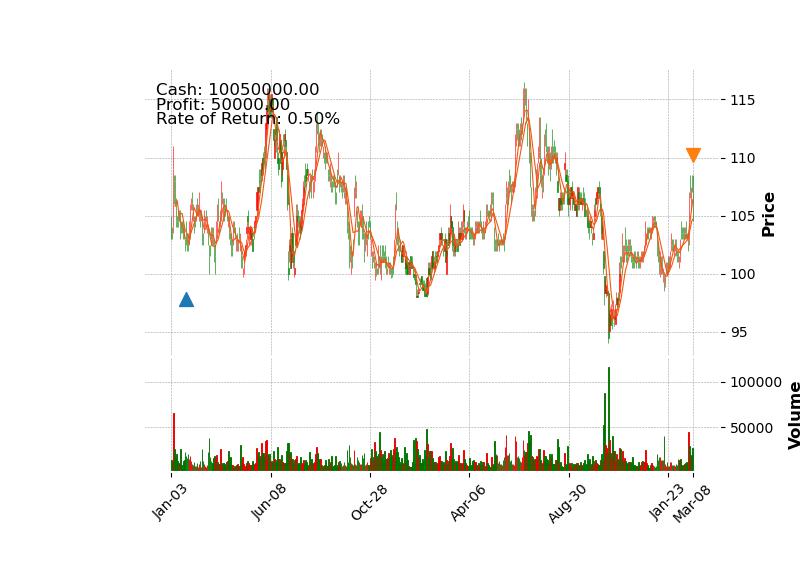 Cash: 10050000.00
Profit: 50000.00
Rate of Return: 0.50%
115
110
105
100
95
Price
100000
50000
Volume
Jan-03
Jun-08
Oct-28
Apr-06
Aug-30
Jan-23
Mar-08